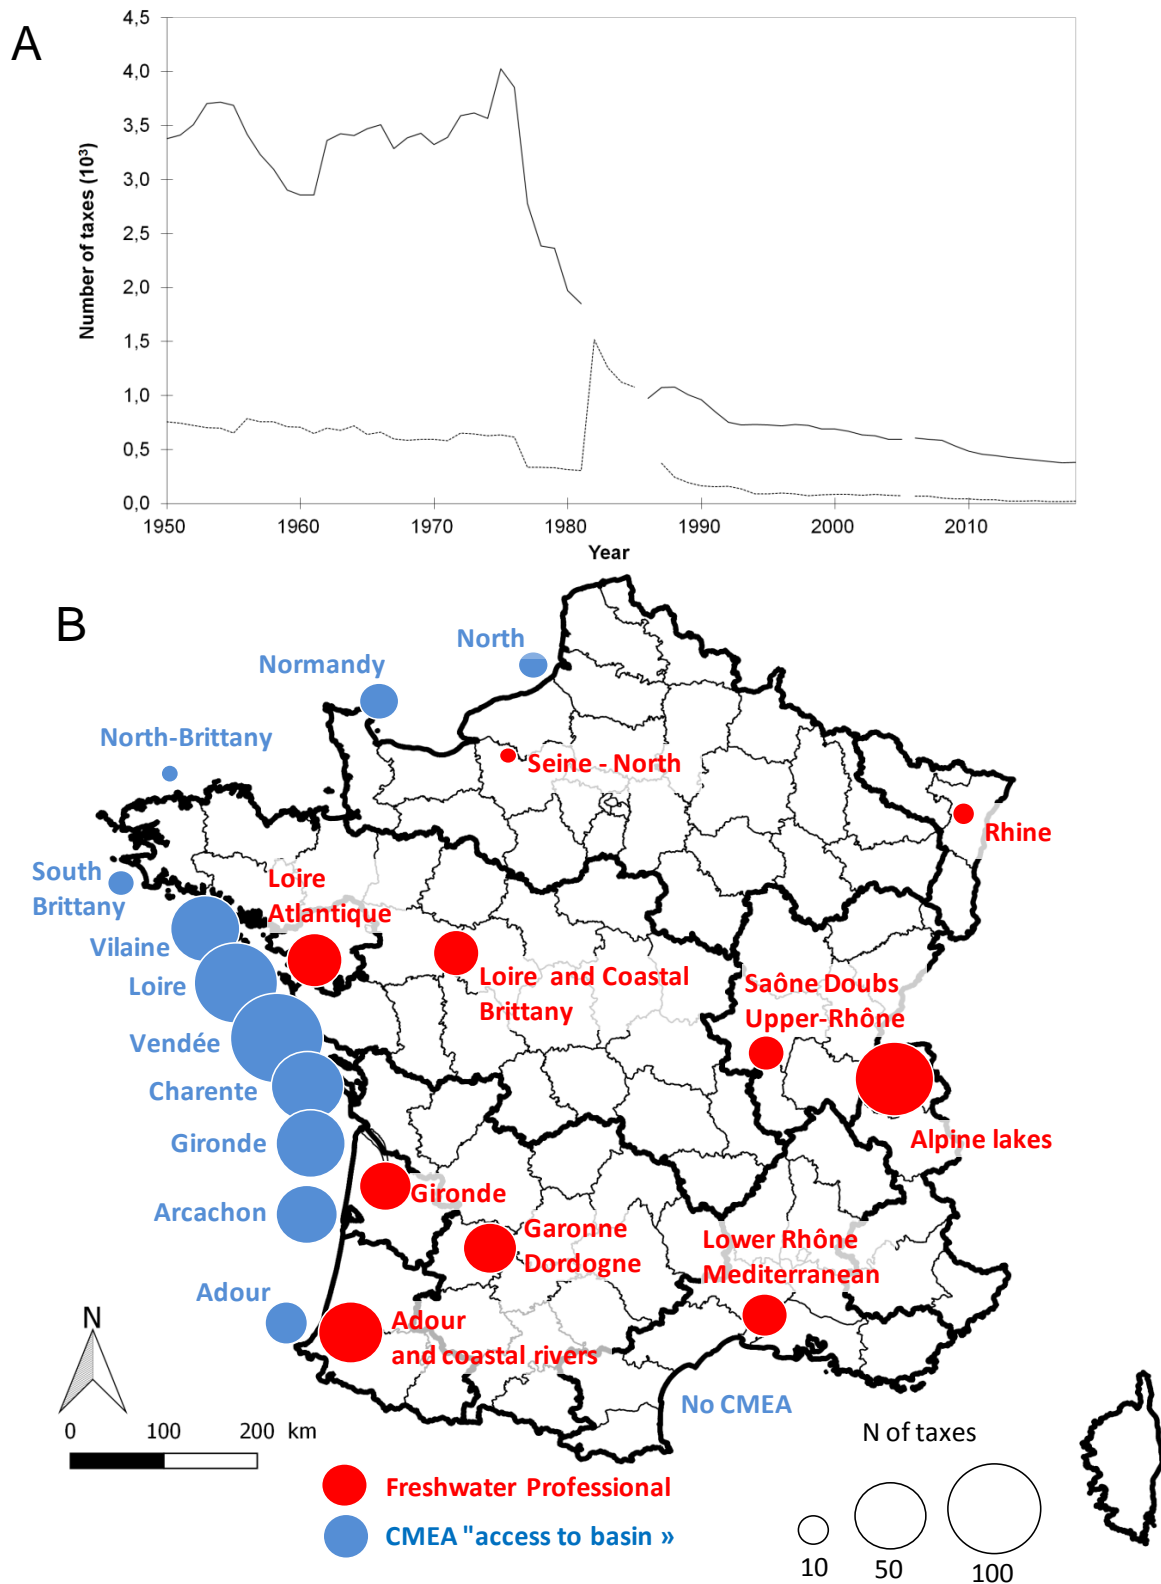 A
4,5
4,0
3,5
3,0
2,5
2,0
1,5
1,0
0,5
0,0
Number of taxes (10³)
1950 1960 1970 1980 1990 2000 2010
Year
B
North
Normandy
North-Brittany
Seine - North
Rhine
South
Brittany
Loire
Atlantique
Vilaine
Loire
Loire and Coastal
Brittany
Saône Doubs
Upper-Rhône
Vendée
Charente
Alpine lakes
Gironde
Gironde
Arcachon
Garonne
Dordogne
Lower Rhône
Mediterranean
Adour
Adour
and coastal rivers
N
No CMEA
0 100 200 km
N of taxes
10
50
100
Freshwater Professional
CMEA "access to basin »